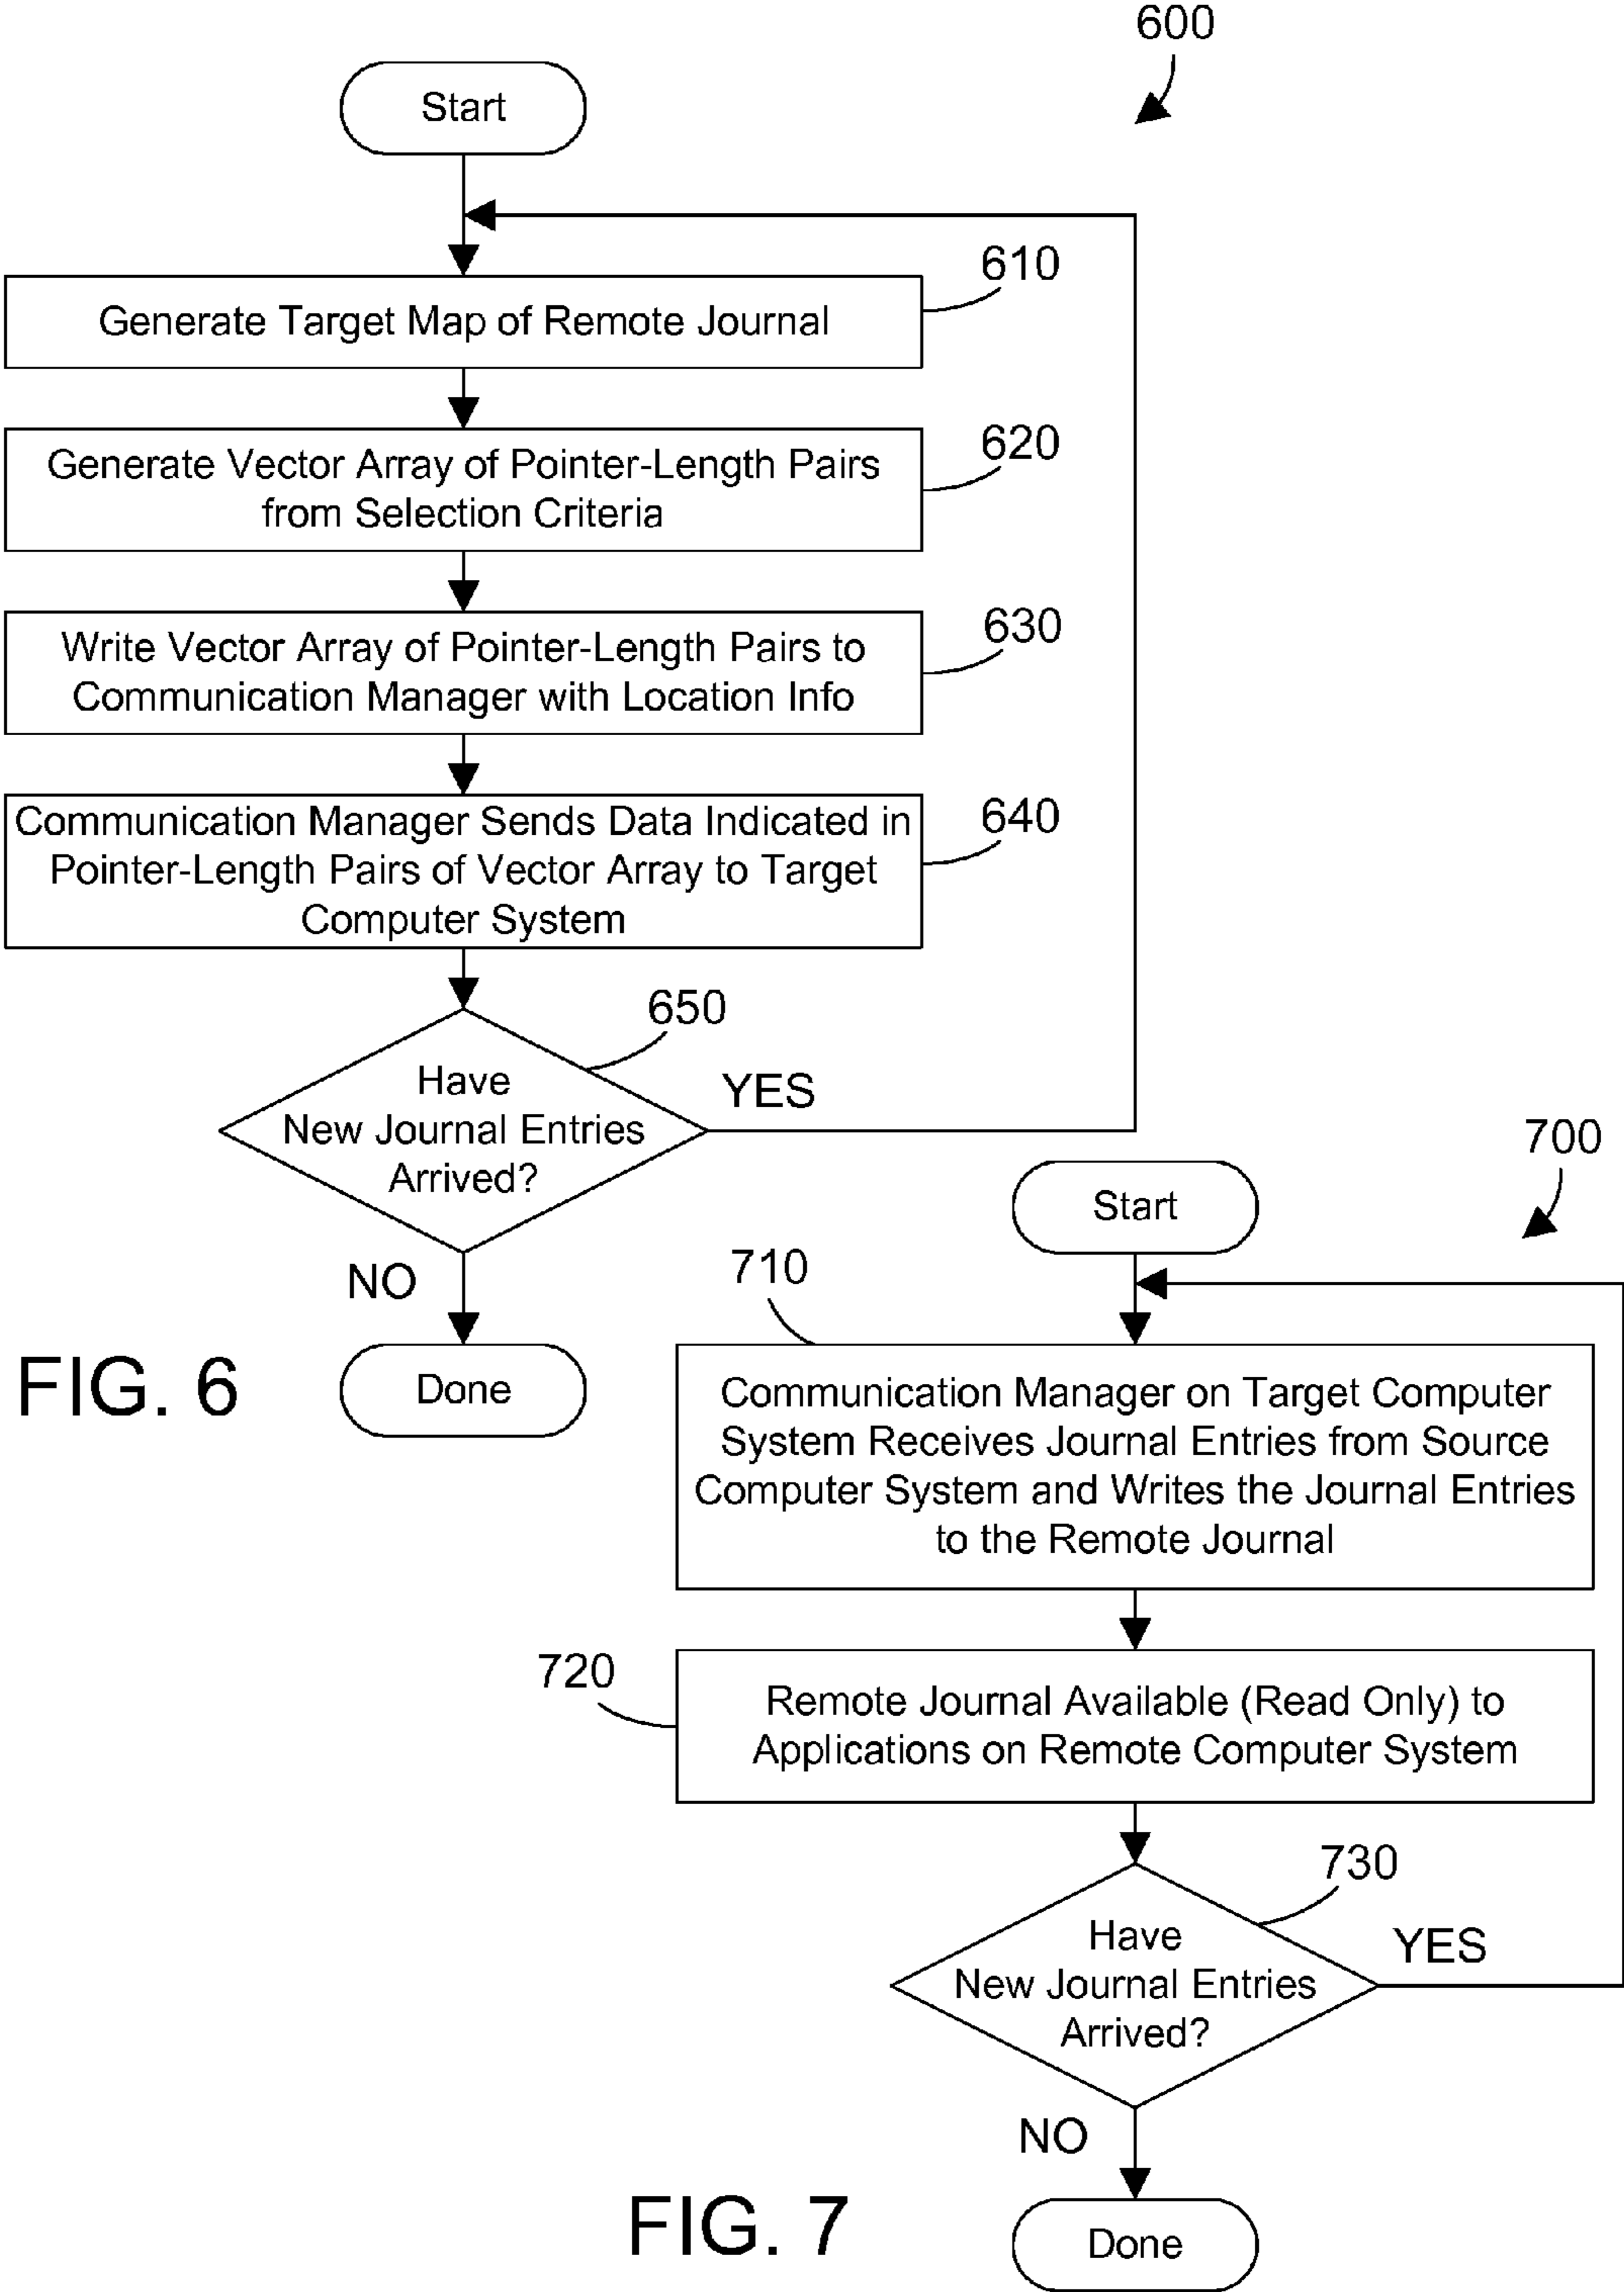 600
Start
610
Generate Target Map of Remote Journal
620
Generate Vector Array of Pointer-Length Pairs
from Selection Criteria
630
Write Vector Array of Pointer-Length Pairs to
Communication Manager with Location Info
640
Communication Manager Sends Data Indicated in
Pointer-Length Pairs of Vector Array to Target
Computer System
650
Have
New Journal Entries
Arrived?
YES
NO
Done
FIG. 6
700
Start
710
Communication Manager on Target Computer
System Receives Journal Entries from Source
Computer System and Writes the Journal Entries
to the Remote Journal
720
Remote Journal Available (Read Only) to
Applications on Remote Computer System
730
Have
New Journal Entries
Arrived?
YES
NO
Done
FIG. 7